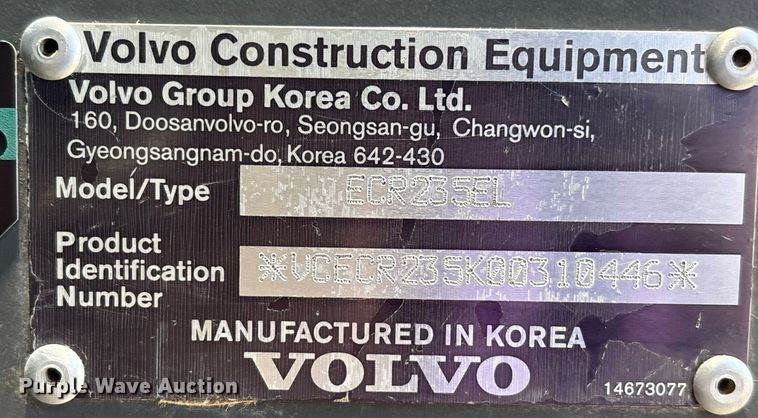 Volvo Construction Equipment
Volvo Group Korea Co. Ltd.
160, Doosanvolvo-ro, Seongsan-gu, Changwon-si,
Gyeongsangnam-do, Korea 642-430
Model/Type ECR235EL
Product
Identification
Number
*VCECR235K00310446*
MANUFACTURED IN KOREA
VOLVO
14673077
Purple Wave Auction